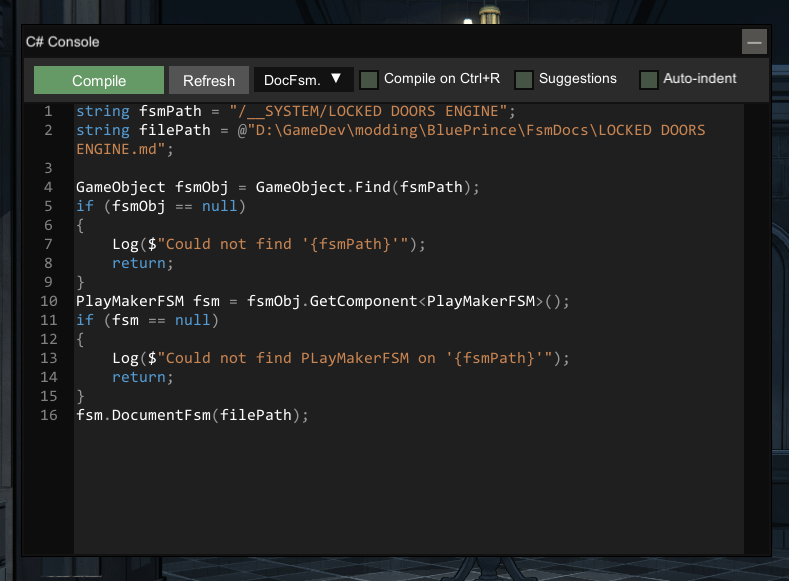 C# Console
Compile Refresh DocFsm. ▼ Compile on Ctrl+R Suggestions Auto-indent
1 string fsmPath = "/__SYSTEM/LOCKED DOORS ENGINE";
2 string filePath = @"D:\GameDev\modding\BluePrince\FsmDocs\LOCKED DOORS
ENGINE.md";
3
4 GameObject fsmObj = GameObject.Find(fsmPath);
5 if (fsmObj == null)
6 {
7     Log($"Could not find '{fsmPath}'");
8     return;
9 }
10 PlayMakerFSM fsm = fsmObj.GetComponent<PlayMakerFSM>();
11 if (fsm == null)
12 {
13     Log($"Could not find PLayMakerFSM on '{fsmPath}'");
14     return;
15 }
16 fsm.DocumentFsm(filePath);